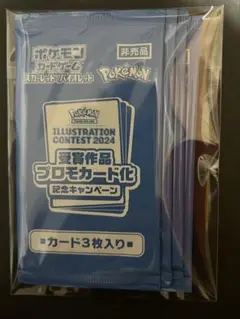 ポケモン
カードゲーム
スカーレット&バイオレット
非売品
POKÉMON
POKÉMON
ILLUSTRATION
CONTEST 2024
受賞作品
プロモカード化
記念キャンペーン
■カード3枚入り■